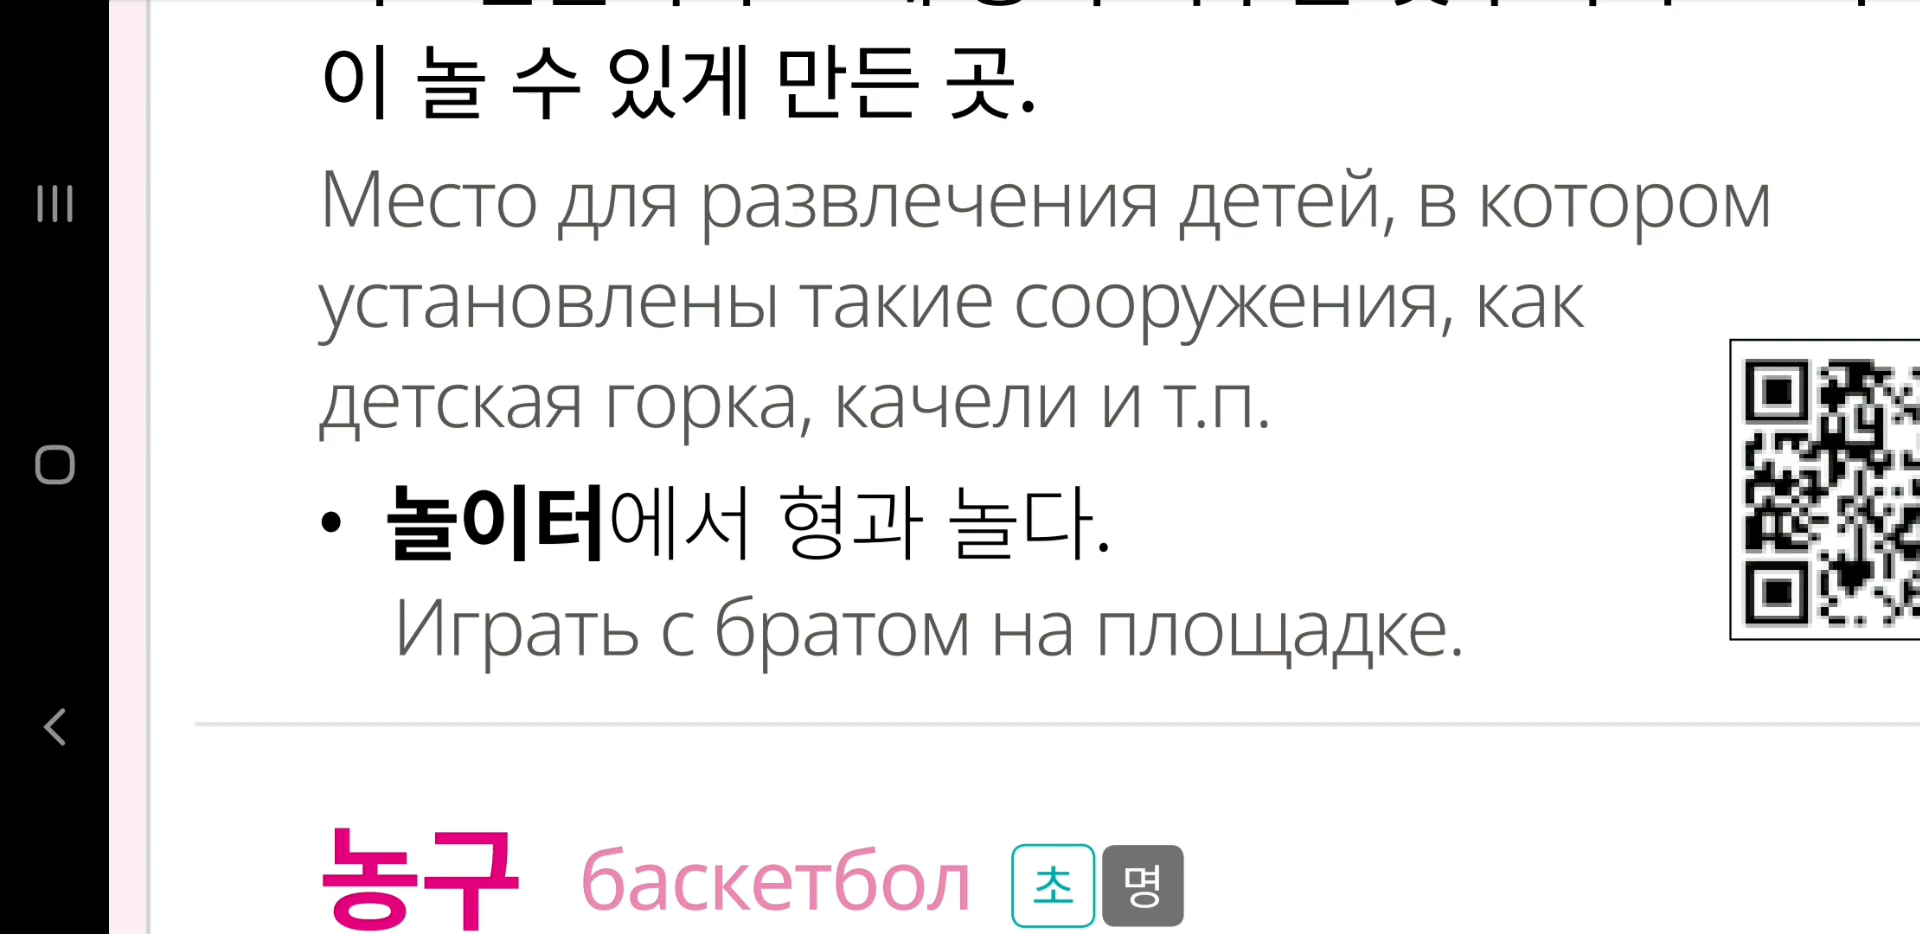 이 놀 수 있게 만든 곳.
Место для развлечения детей, в котором
установлены такие сооружения, как
детская горка, качели и т.п.
• 놀이터에서 형과 놀다.
Играть с братом на площадке.
농구 баскетбол 초 명